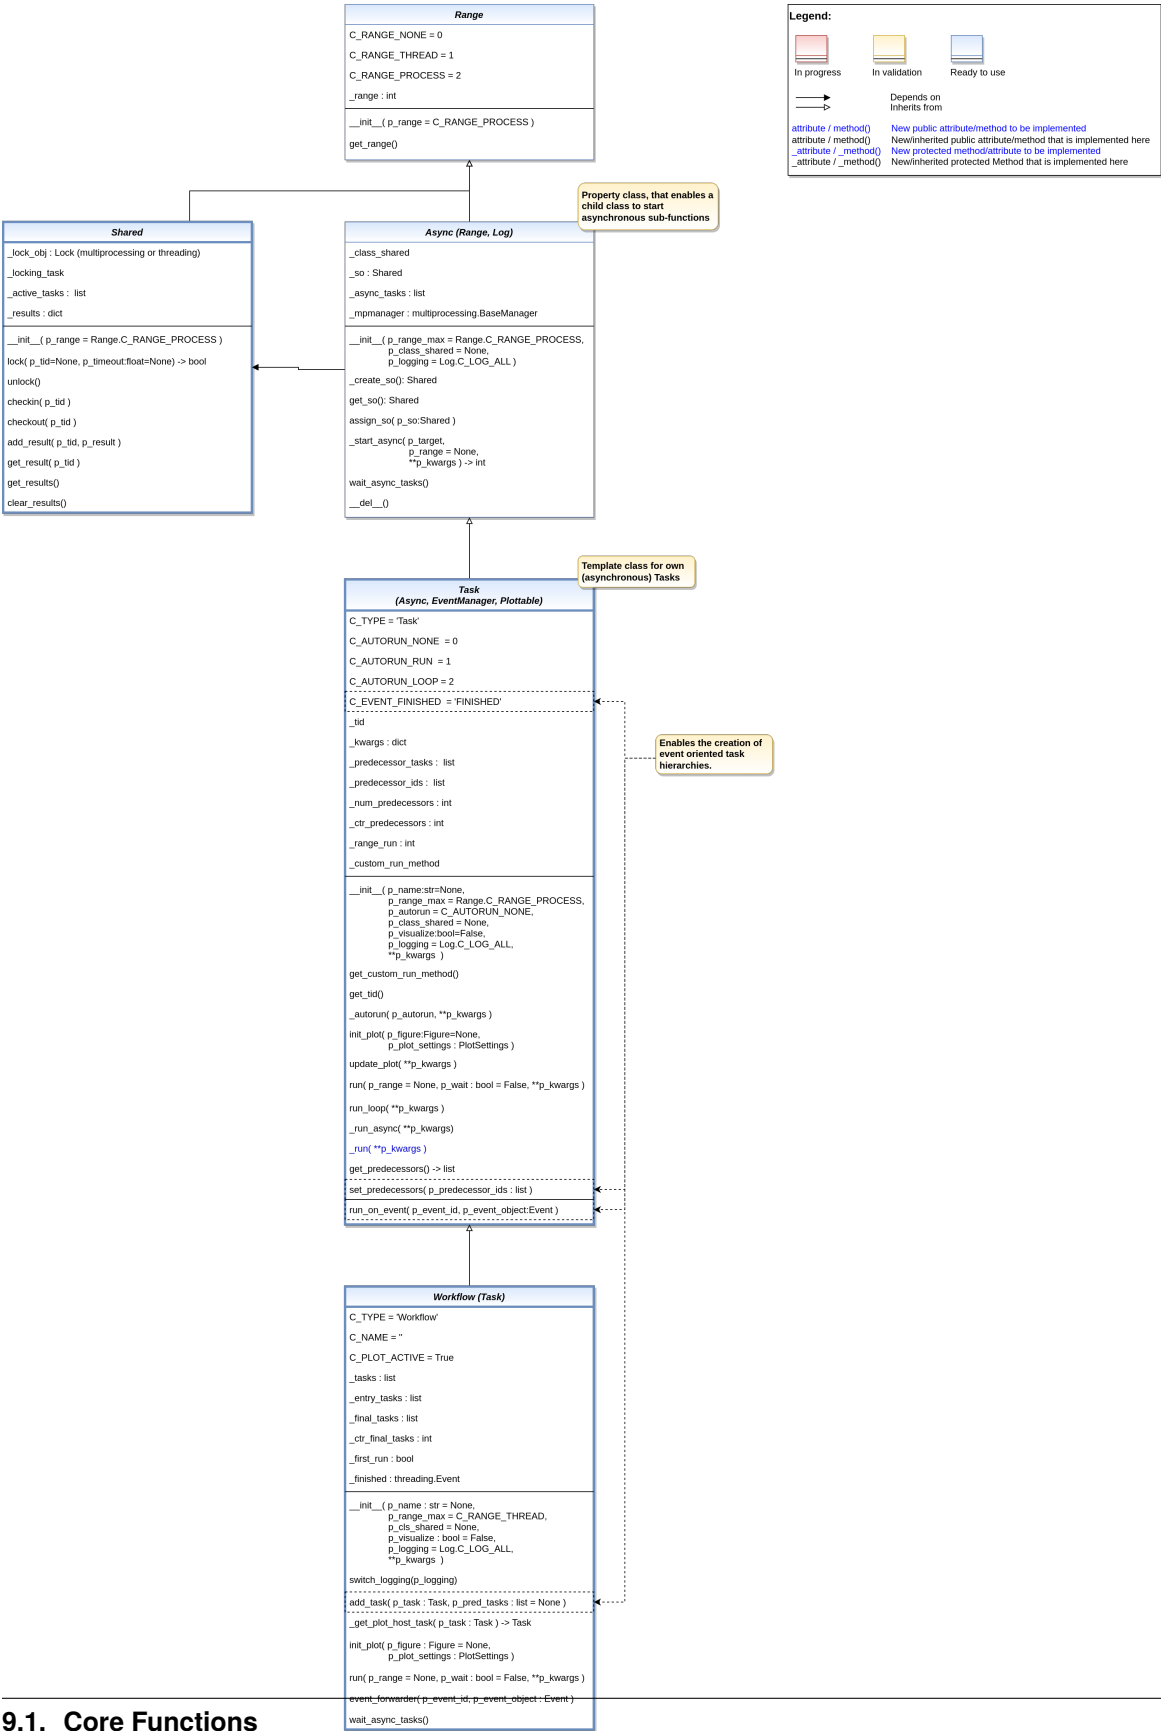 Range
C_RANGE_NONE = 0
C_RANGE_THREAD = 1
C_RANGE_PROCESS = 2
_range : int
__init__( p_range = C_RANGE_PROCESS )
get_range()
Legend:
In progress
In validation
Ready to use
Depends on
Inherits from
attribute / method() New public attribute/method to be implemented
attribute / method() New/inherited public attribute/method that is implemented here
_attribute / _method() New protected method/attribute to be implemented
_attribute / _method() New/inherited protected Method that is implemented here
Property class, that enables a
child class to start
asynchronous sub-functions
Shared
_lock_obj : Lock (multiprocessing or threading)
_locking_task
_active_tasks :  list
_results : dict
__init__( p_range = Range.C_RANGE_PROCESS )
lock( p_tid=None, p_timeout:float=None) -> bool
unlock()
checkin( p_tid )
checkout( p_tid )
add_result( p_tid, p_result )
get_result( p_tid )
get_results()
clear_results()
Async (Range, Log)
_class_shared
_so : Shared
_async_tasks : list
_mpmanager : multiprocessing.BaseManager
__init__( p_range_max = Range.C_RANGE_PROCESS,
p_class_shared = None,
p_logging = Log.C_LOG_ALL )
_create_so(): Shared
get_so(): Shared
assign_so( p_so:Shared )
_start_async( p_target,
p_range = None,
**p_kwargs ) -> int
wait_async_tasks()
__del__()
Template class for own
(asynchronous) Tasks
Task
(Async, EventManager, Plottable)
C_TYPE = 'Task'
C_AUTORUN_NONE  = 0
C_AUTORUN_RUN  = 1
C_AUTORUN_LOOP = 2
C_EVENT_FINISHED  = 'FINISHED'
_tid
_kwargs : dict
_predecessor_tasks :  list
_predecessor_ids :  list
_num_predecessors : int
_ctr_predecessors : int
_range_run : int
_custom_run_method
__init__( p_name:str=None,
p_range_max = Range.C_RANGE_PROCESS,
p_autorun = C_AUTORUN_NONE,
p_class_shared = None,
p_visualize:bool=False,
p_logging = Log.C_LOG_ALL,
**p_kwargs  )
get_custom_run_method()
get_tid()
_autorun( p_autorun, **p_kwargs )
init_plot( p_figure:Figure=None,
p_plot_settings : PlotSettings )
update_plot( **p_kwargs )
run( p_range = None, p_wait : bool = False, **p_kwargs )
run_loop( **p_kwargs )
_run_async( **p_kwargs)
_run( **p_kwargs )
get_predecessors() -> list
set_predecessors( p_predecessor_ids : list )
run_on_event( p_event_id, p_event_object:Event )
Enables the creation of
event oriented task
hierarchies.
Workflow (Task)
C_TYPE = 'Workflow'
C_NAME = ''
C_PLOT_ACTIVE = True
_tasks : list
_entry_tasks : list
_final_tasks : list
_ctr_final_tasks : int
_first_run : bool
_finished : threading.Event
__init__( p_name : str = None,
p_range_max = C_RANGE_THREAD,
p_cls_shared = None,
p_visualize : bool = False,
p_logging = Log.C_LOG_ALL,
**p_kwargs  )
switch_logging(p_logging)
add_task( p_task : Task, p_pred_tasks : list = None )
_get_plot_host_task( p_task : Task ) -> Task
init_plot( p_figure : Figure = None,
p_plot_settings : PlotSettings )
run( p_range = None, p_wait : bool = False, **p_kwargs )
event_forwarder( p_event_id, p_event_object : Event )
wait_async_tasks()
9.1. Core Functions